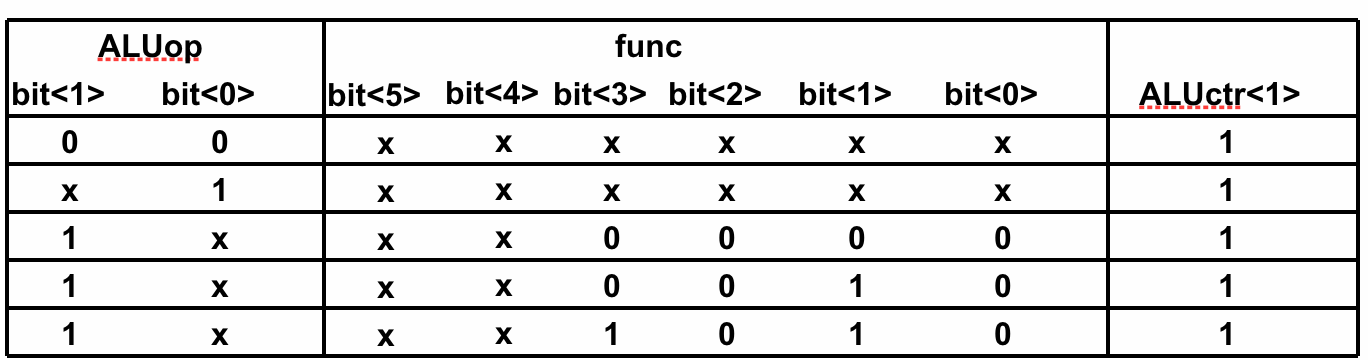 ALUop func
bit<1> bit<0> bit<5> bit<4> bit<3> bit<2> bit<1> bit<0> ALUctr<1>
0 0 x x x x x x 1
x 1 x x x x x x 1
1 x x x 0 0 0 0 1
1 x x x 0 0 1 0 1
1 x x x 1 0 1 0 1